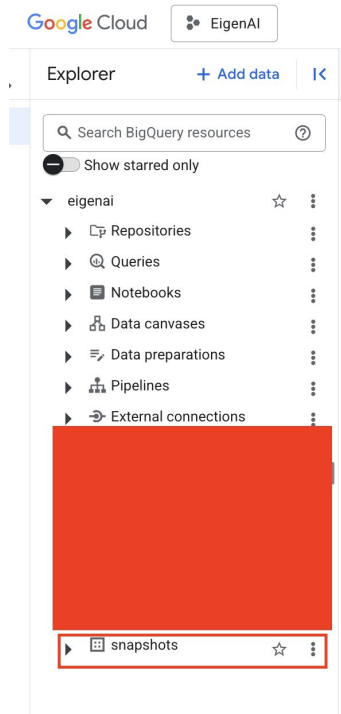 Google Cloud EigenAI
Explorer + Add data
Search BigQuery resources
Show starred only
eigenai
Repositories
Queries
Notebooks
Data canvases
Data preparations
Pipelines
External connections
snapshots